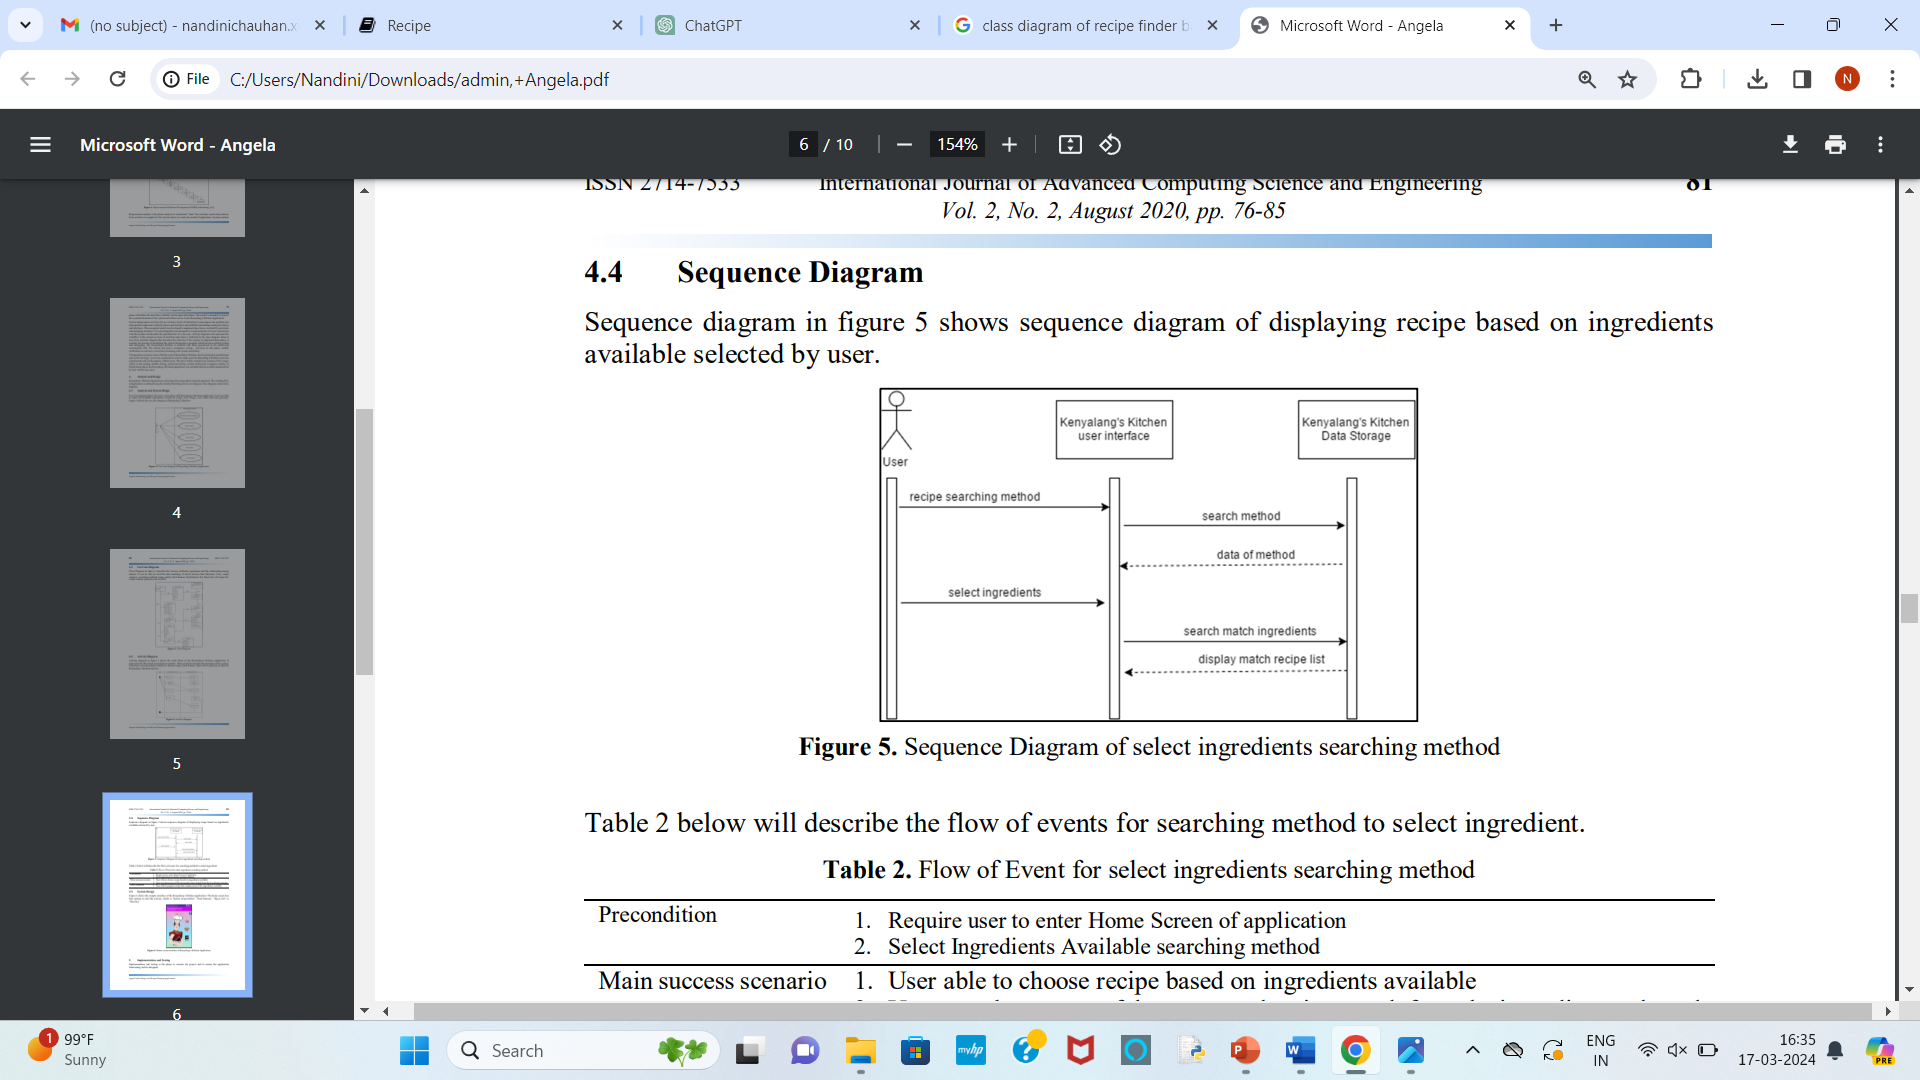 (no subject) - nandinichauhan.x
Recipe
ChatGPT
class diagram of recipe finder b
Microsoft Word - Angela
File
C:/Users/Nandini/Downloads/admin,+Angela.pdf
N
Microsoft Word - Angela
6 / 10
154%
3
4
5
6
ISSN 2714-7533 International Journal of Advanced Computing Science and Engineering 81
Vol. 2, No. 2, August 2020, pp. 76-85
4.4 Sequence Diagram
Sequence diagram in figure 5 shows sequence diagram of displaying recipe based on ingredients
available selected by user.
User
Kenyalang's Kitchen
user interface
Kenyalang's Kitchen
Data Storage
recipe searching method
search method
data of method
select ingredients
search match ingredients
display match recipe list
Figure 5. Sequence Diagram of select ingredients searching method
Table 2 below will describe the flow of events for searching method to select ingredient.
Table 2. Flow of Event for select ingredients searching method
Precondition 1. Require user to enter Home Screen of application
2. Select Ingredients Available searching method
Main success scenario 1. User able to choose recipe based on ingredients available
1
99°F
Sunny
Search
myhp
P
W
PRE
ENG
IN
16:35
17-03-2024